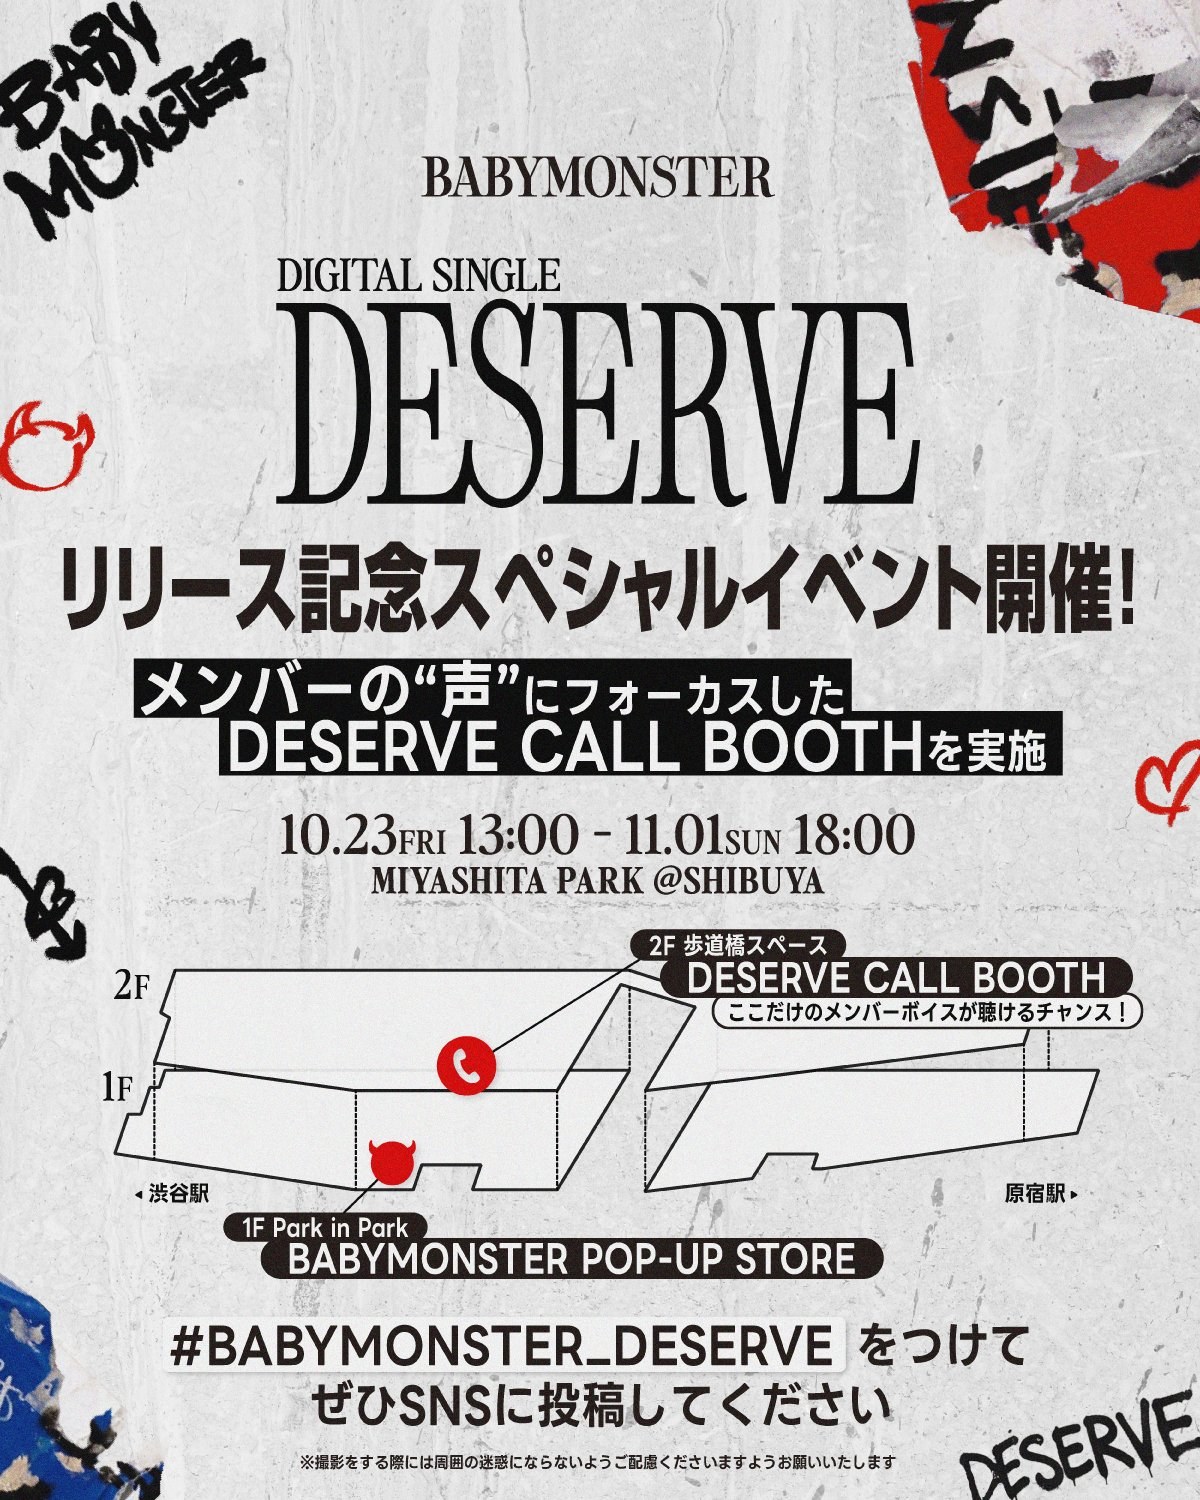 BABY
MONSTER
BABYMONSTER
DIGITAL SINGLE
DESERVE
リリース記念スペシャルイベント開催!
メンバーの“声”にフォーカスした
DESERVE CALL BOOTHを実施
10.23FRI 13:00 - 11.01SUN 18:00
MIYASHITA PARK @SHIBUYA
2F 歩道橋スペース
DESERVE CALL BOOTH
ここだけのメンバーボイスが聴けるチャンス!
2F
1F
◂ 渋谷駅
原宿駅 ▸
1F Park in Park
BABYMONSTER POP-UP STORE
#BABYMONSTER_DESERVE をつけて
ぜひSNSに投稿してください
※撮影をする際には周囲の迷惑にならないようご配慮くださいますようお願いいたします
DESERVE